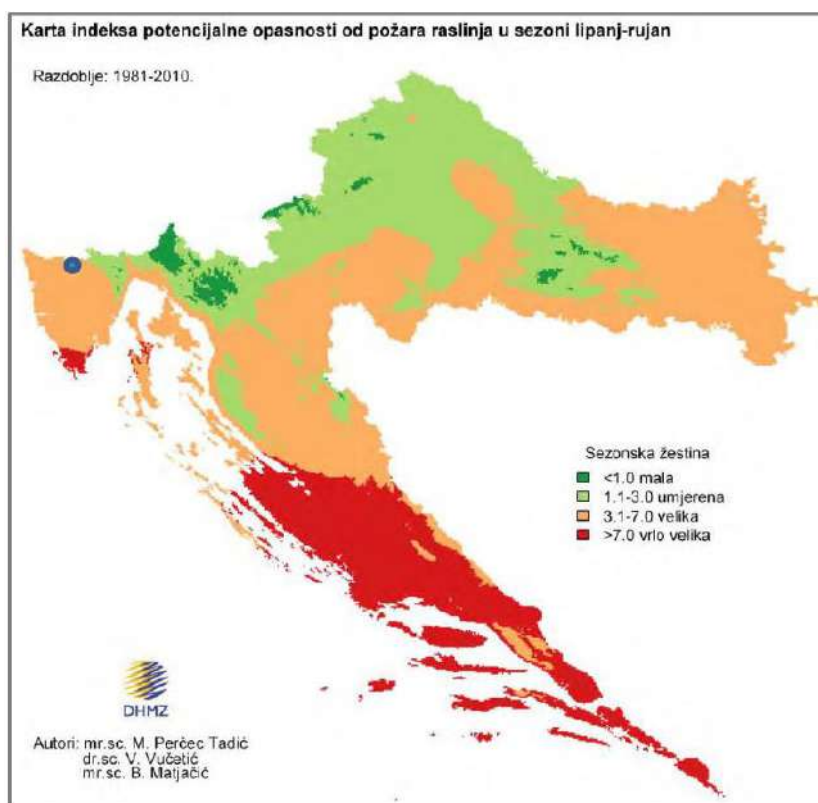 Karta indeksa potencijalne opasnosti od požara raslinja u sezoni lipanj-rujan
Razdoblje: 1981-2010.
Sezonska žestina
<1.0 mala
1.1-3.0 umjerena
3.1-7.0 velika
>7.0 vrlo velika
DHMZ
Autori: mr.sc. M. Perčec Tadić
dr.sc. V. Vučetić
mr.sc. B. Matjačić